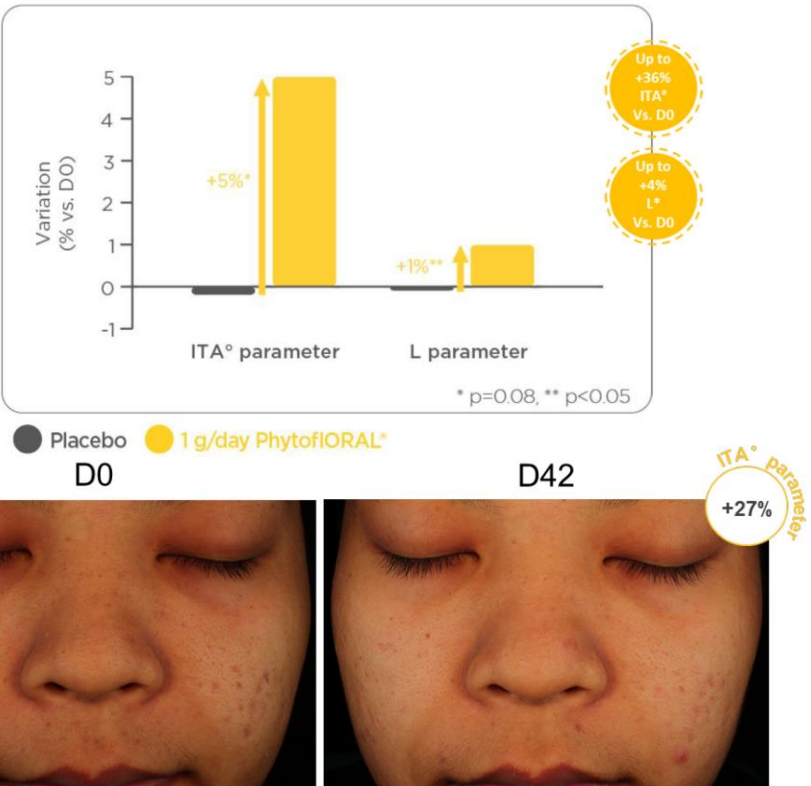 5
4
3
2
1
0
-1
Variation
(% vs. D0)
+5%*
+1%**
ITA° parameter
L parameter
* p=0.08, ** p<0.05
Up to
+36%
ITA°
Vs. D0
Up to
+4%
L*
Vs. D0
Placebo
1 g/day PhytoflORAL®
D0
D42
ITA° parameter
+27%